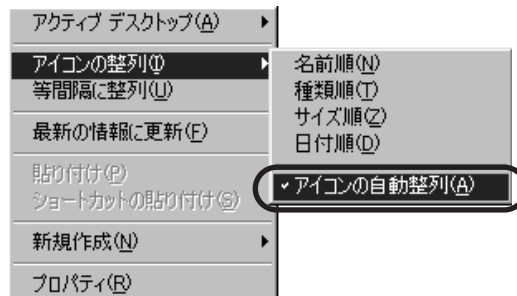 アクティブ デスクトップ(A)
アイコンの整列(I)
等間隔に整列(U)
最新の情報に更新(E)
貼り付け(P)
ショートカットの貼り付け(S)
新規作成(N)
プロパティ(R)
名前順(N)
種類順(T)
サイズ順(Z)
日付順(D)
アイコンの自動整列(A)